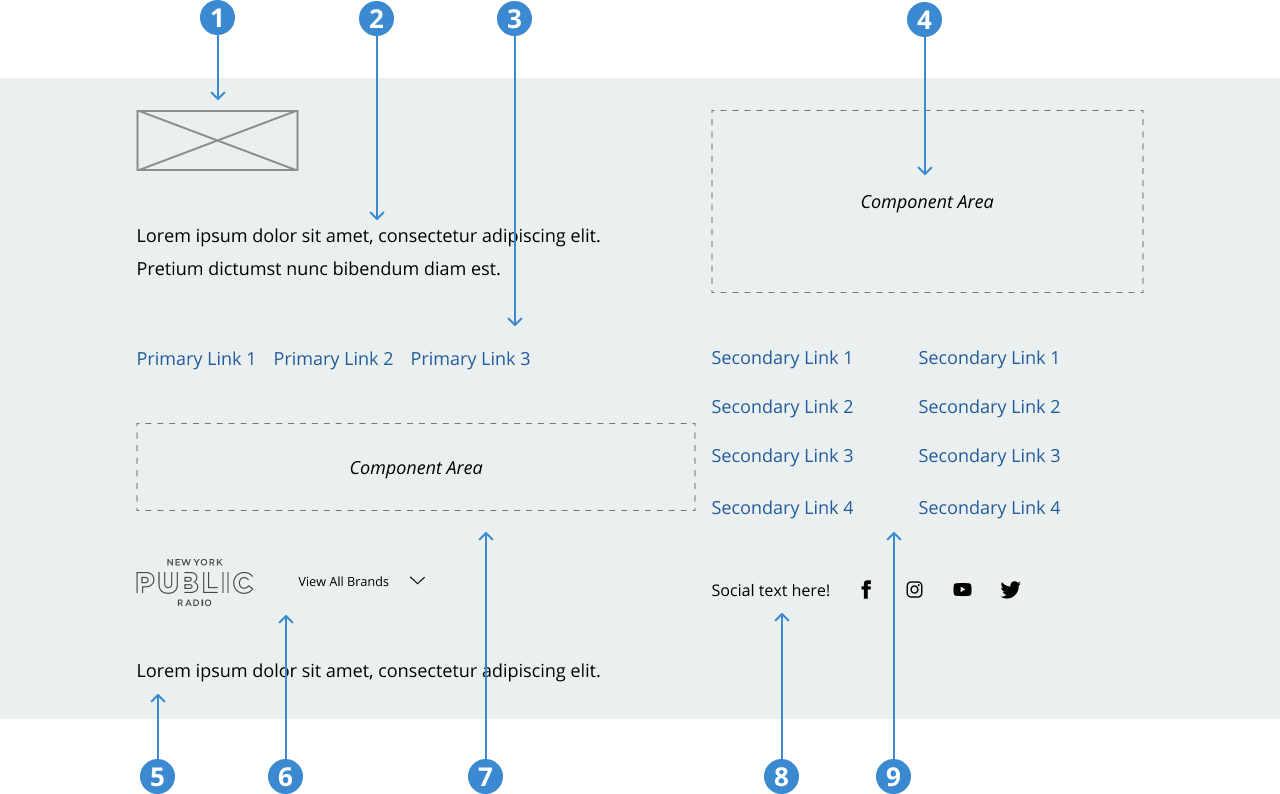 1
2
3
4
Lorem ipsum dolor sit amet, consectetur adipiscing elit.
Pretium dictumst nunc bibendum diam est.
Primary Link 1
Primary Link 2
Primary Link 3
Component Area
NEW YORK
PUBLIC
RADIO
View All Brands
Lorem ipsum dolor sit amet, consectetur adipiscing elit.
Component Area
Secondary Link 1
Secondary Link 1
Secondary Link 2
Secondary Link 2
Secondary Link 3
Secondary Link 3
Secondary Link 4
Secondary Link 4
Social text here!
5
6
7
8
9